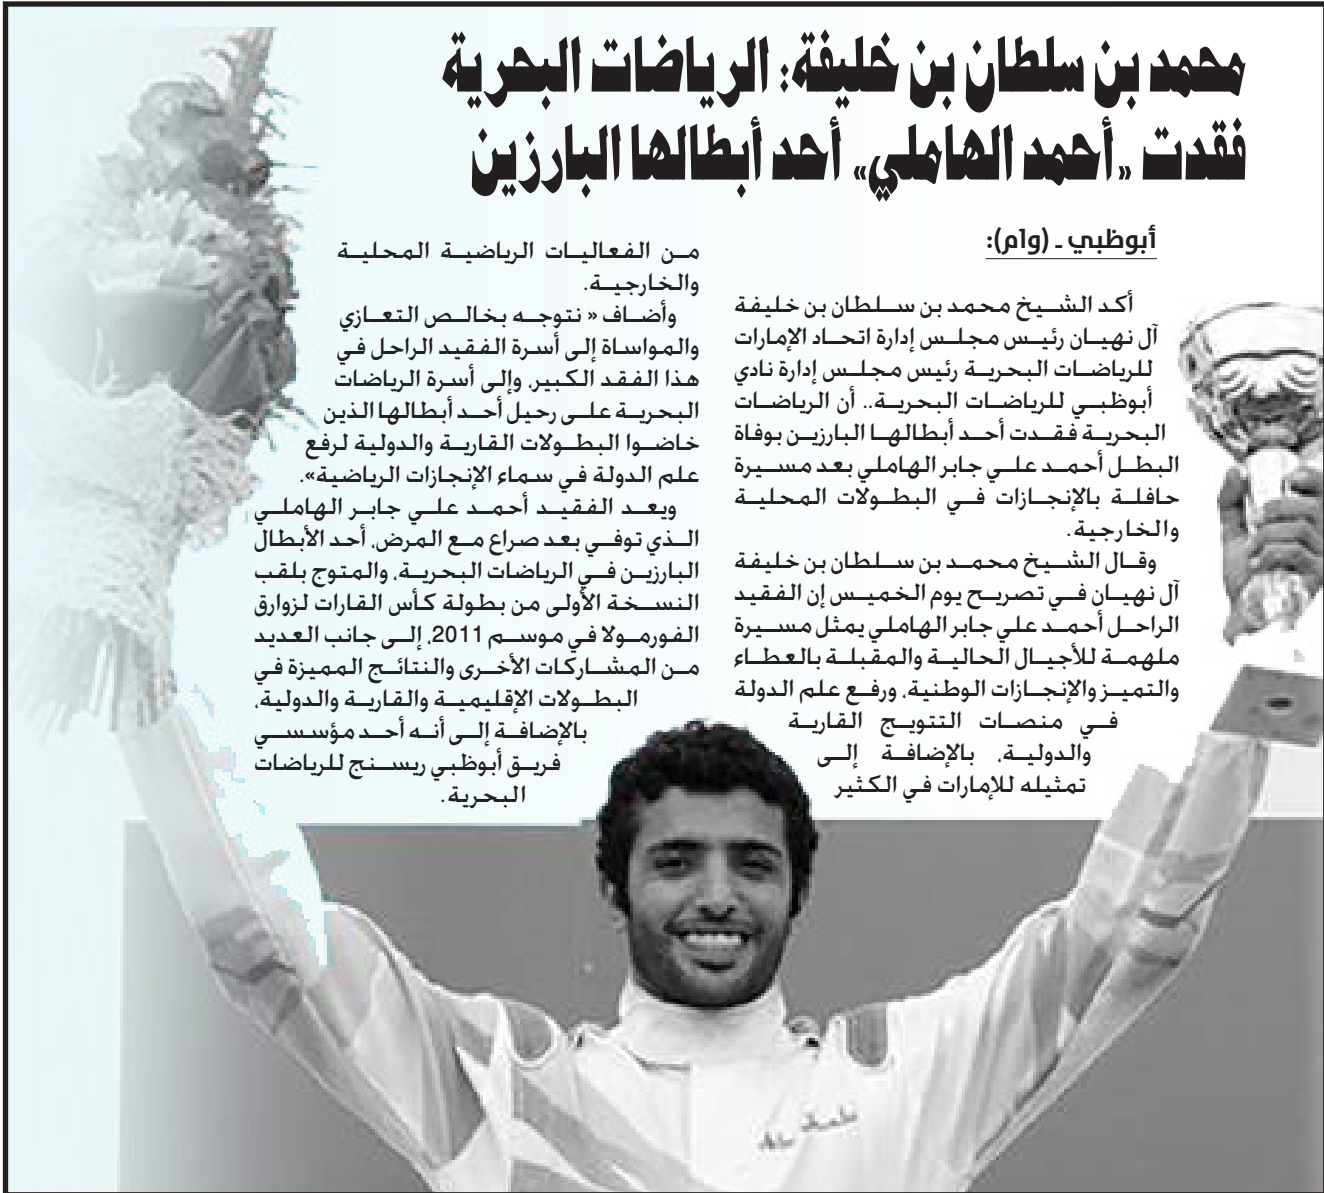 محمد بن سلطان بن خليفة: الرياضات البحرية
فقدت «أحمد الهاملي» أحد أبطالها البارزين
أبوظبي ـ (وام):
أكد الشيخ محمد بن سلطان بن خليفة
آل نهيان رئيس مجلس إدارة اتحاد الإمارات
للرياضات البحرية رئيس مجلس إدارة نادي
أبوظبي للرياضات البحرية.. أن الرياضات
البحرية فقدت أحد أبطالها البارزين بوفاة
البطل أحمد علي جابر الهاملي بعد مسيرة
حافلة بالإنجازات في البطولات المحلية
والخارجية.
وقال الشيخ محمد بن سلطان بن خليفة
آل نهيان في تصريح يوم الخميس إن الفقيد
الراحل أحمد علي جابر الهاملي يمثل مسيرة
ملهمة للأجيال الحالية والمقبلة بالعطاء
والتميز والإنجازات الوطنية، ورفع علم الدولة
في منصات التتويج القارية
والدولية، بالإضافة إلى
تمثيله للإمارات في الكثير
من الفعاليات الرياضية المحلية
والخارجية.
وأضاف « نتوجه بخالص التعازي
والمواساة إلى أسرة الفقيد الراحل في
هذا الفقد الكبير، وإلى أسرة الرياضات
البحرية على رحيل أحد أبطالها الذين
خاضوا البطولات القارية والدولية لرفع
علم الدولة في سماء الإنجازات الرياضية».
ويعد الفقيد أحمد علي جابر الهاملي
الذي توفي بعد صراع مع المرض، أحد الأبطال
البارزين في الرياضات البحرية، والمتوج بلقب
النسخة الأولى من بطولة كأس القارات لزوارق
الفورمولا في موسم 2011، إلى جانب العديد
من المشاركات الأخرى والنتائج المميزة في
البطولات الإقليمية والقارية والدولية،
بالإضافة إلى أنه أحد مؤسسي
فريق أبوظبي ريسنج للرياضات
البحرية.